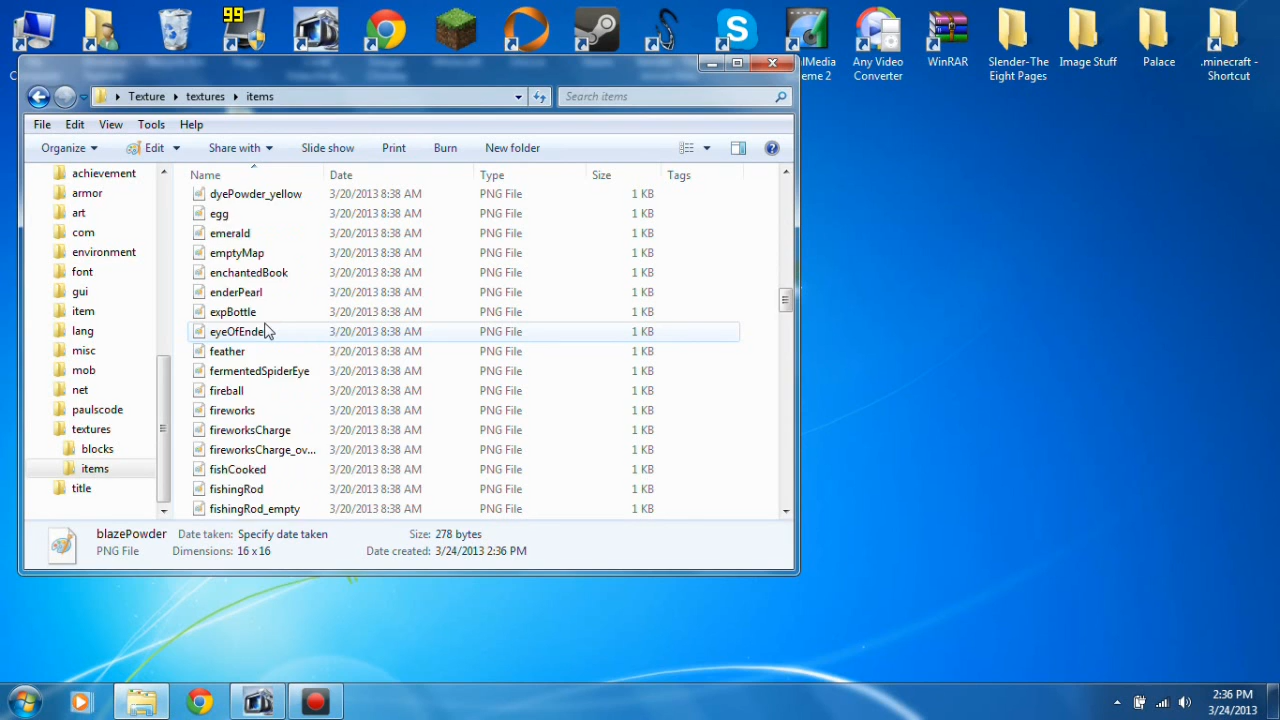 99
lMedia
eme 2
Any Video
Converter
WinRAR
Slender-The
Eight Pages
Image Stuff
Palace
.minecraft -
Shortcut
Texture
textures
items
Search items
File
Edit
View
Tools
Help
Organize
Edit
Share with
Slide show
Print
Burn
New folder
achievement
armor
art
com
environment
font
gui
item
lang
misc
mob
net
paulscode
textures
blocks
items
title
Name Date Type Size Tags
dyePowder_yellow 3/20/2013 8:38 AM PNG File 1 KB
egg 3/20/2013 8:38 AM PNG File 1 KB
emerald 3/20/2013 8:38 AM PNG File 1 KB
emptyMap 3/20/2013 8:38 AM PNG File 1 KB
enchantedBook 3/20/2013 8:38 AM PNG File 1 KB
enderPearl 3/20/2013 8:38 AM PNG File 1 KB
expBottle 3/20/2013 8:38 AM PNG File 1 KB
eyeOfEnde 3/20/2013 8:38 AM PNG File 1 KB
feather 3/20/2013 8:38 AM PNG File 1 KB
fermentedSpiderEye 3/20/2013 8:38 AM PNG File 1 KB
fireball 3/20/2013 8:38 AM PNG File 1 KB
fireworks 3/20/2013 8:38 AM PNG File 1 KB
fireworksCharge 3/20/2013 8:38 AM PNG File 1 KB
fireworksCharge_ov... 3/20/2013 8:38 AM PNG File 1 KB
fishCooked 3/20/2013 8:38 AM PNG File 1 KB
fishingRod 3/20/2013 8:38 AM PNG File 1 KB
fishingRod_empty 3/20/2013 8:38 AM PNG File 1 KB
blazePowder Date taken: Specify date taken Size: 278 bytes
PNG File Dimensions: 16 x 16 Date created: 3/24/2013 2:36 PM
2:36 PM
3/24/2013